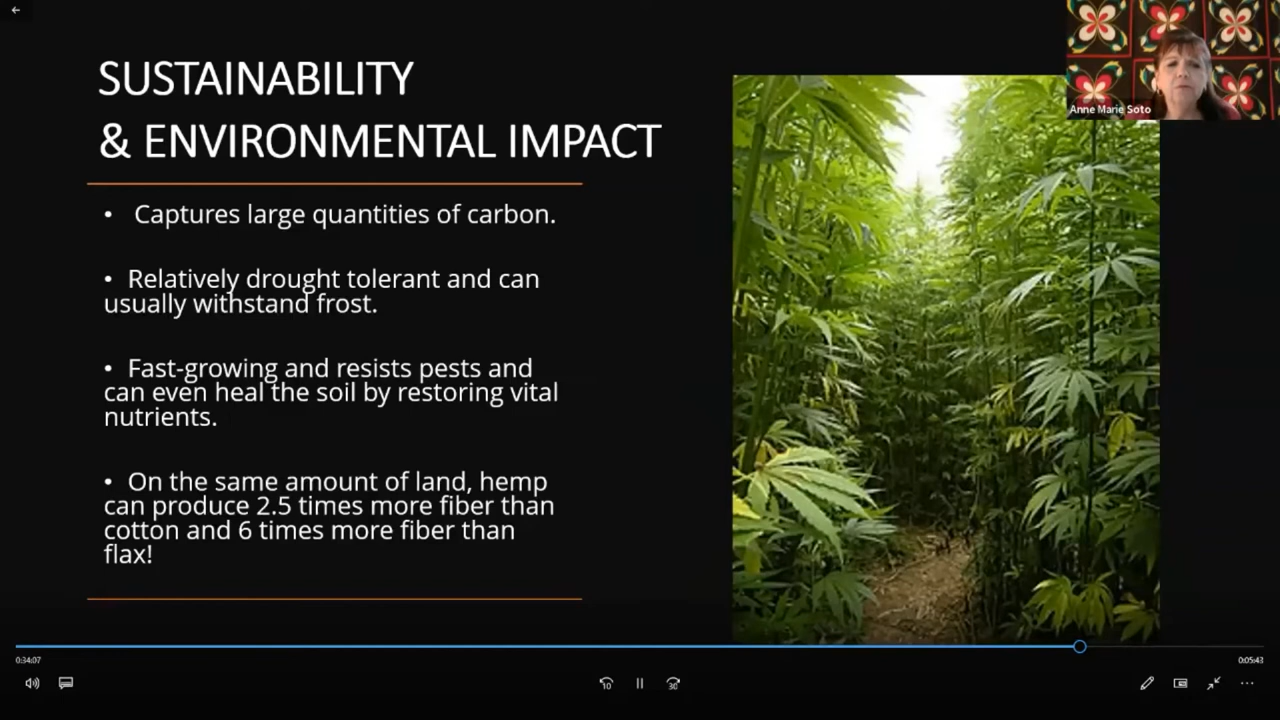 SUSTAINABILITY
& ENVIRONMENTAL IMPACT
Anne Marie Soto
• Captures large quantities of carbon.
• Relatively drought tolerant and can
usually withstand frost.
• Fast-growing and resists pests and
can even heal the soil by restoring vital
nutrients.
• On the same amount of land, hemp
can produce 2.5 times more fiber than
cotton and 6 times more fiber than
flax!
0:34:07
0:05:43
10
30